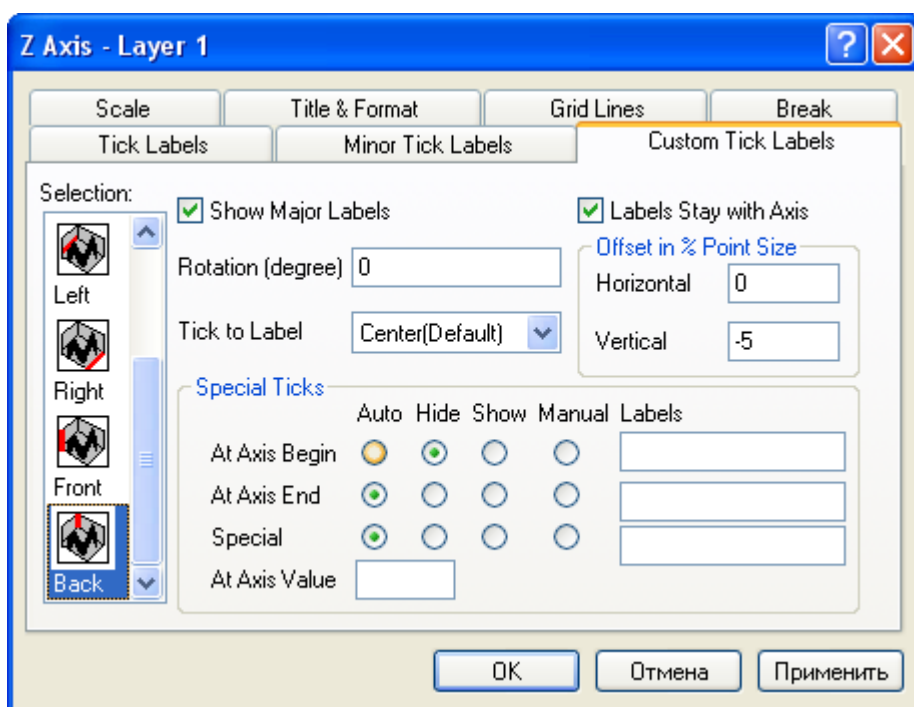 Z Axis - Layer 1
Scale Title & Format Grid Lines Break
Tick Labels Minor Tick Labels Custom Tick Labels
Selection:
Left
Right
Front
Back
Show Major Labels
Labels Stay with Axis
Rotation (degree) 0
Tick to Label Center(Default)
Offset in % Point Size
Horizontal 0
Vertical -5
Special Ticks
Auto Hide Show Manual Labels
At Axis Begin
At Axis End
Special
At Axis Value
OK Отмена Применить